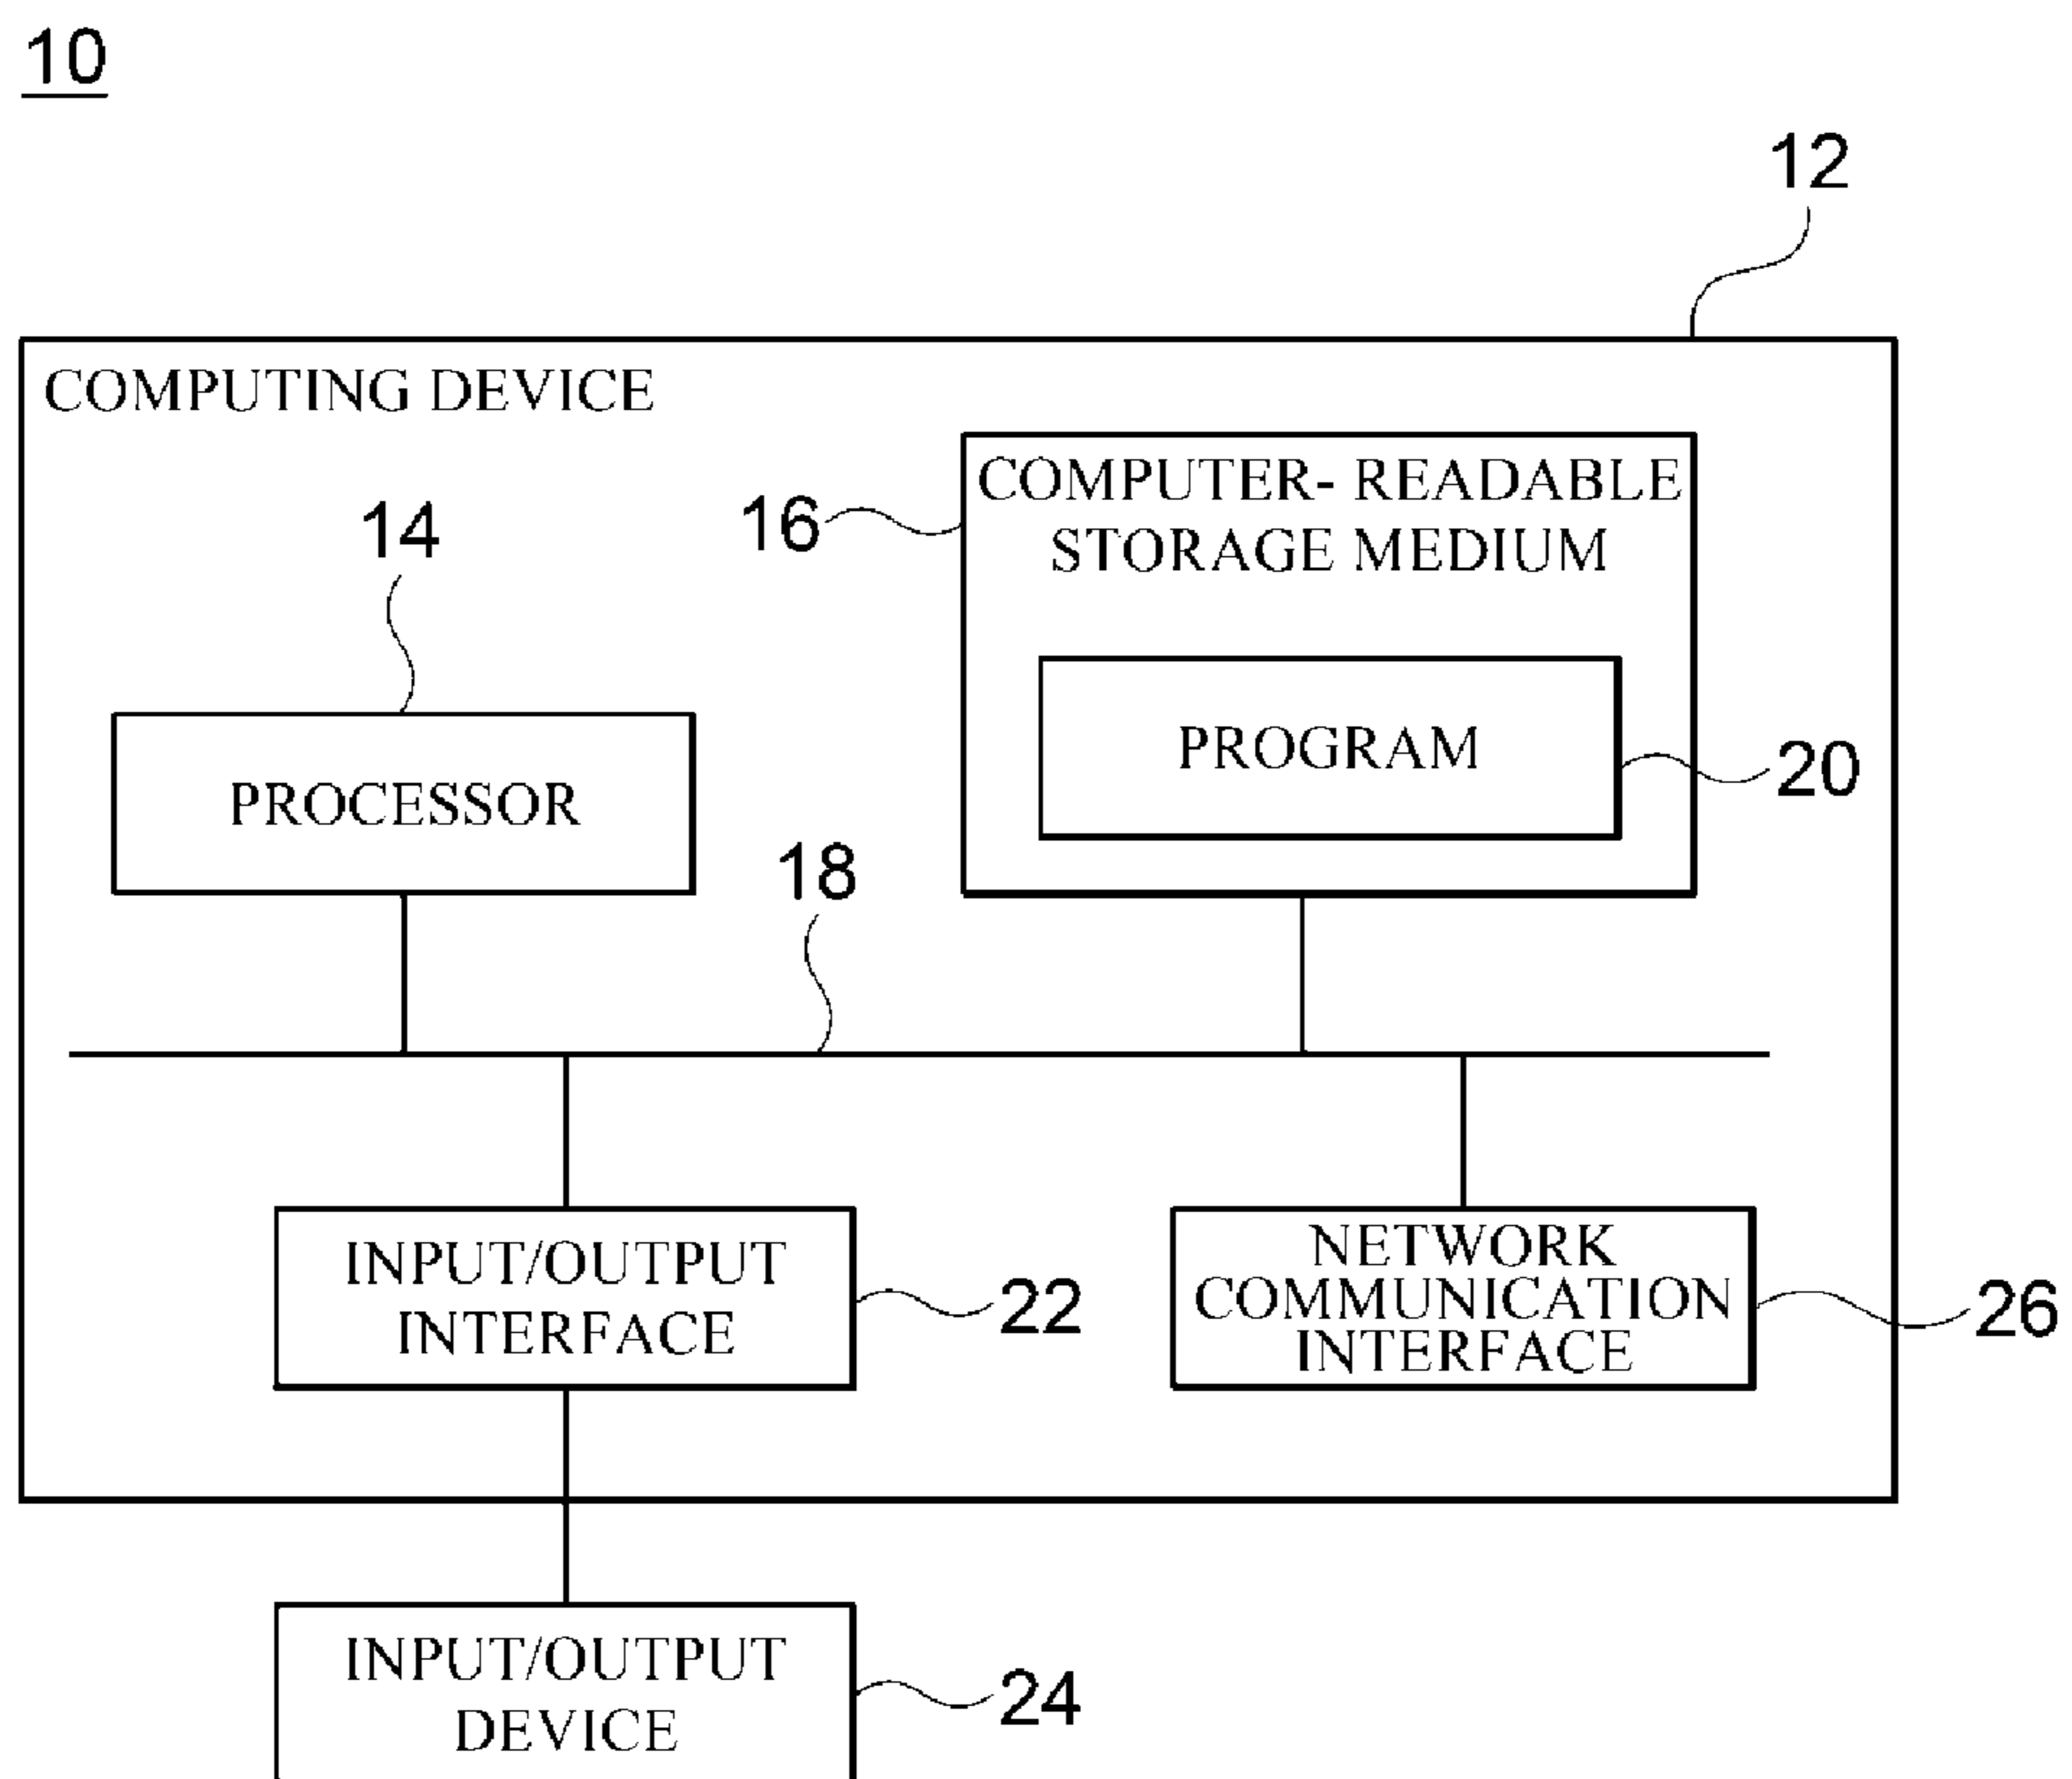 10
12
COMPUTING DEVICE
COMPUTER- READABLE
STORAGE MEDIUM
16
14
PROGRAM
20
PROCESSOR
18
INPUT/OUTPUT
INTERFACE
22
NETWORK
COMMUNICATION
INTERFACE
26
INPUT/OUTPUT
DEVICE
24